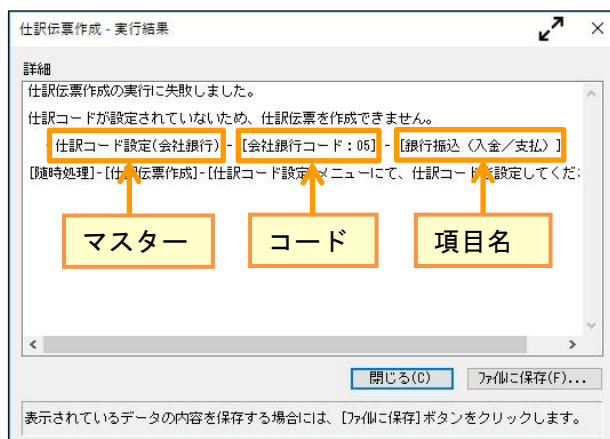 仕訳伝票作成 - 実行結果
詳細
仕訳伝票作成の実行に失敗しました。
仕訳コードが設定されていないため、仕訳伝票を作成できません。
仕訳コード設定(会社銀行) - [会社銀行コード：05] - [銀行振込（入金／支払）]
[随時処理]-[仕訳伝票作成]-[仕訳コード設定]メニューにて、仕訳コードを設定してくだ
マスター コード 項目名
閉じる(C) ファイルに保存(F)...
表示されているデータの内容を保存する場合には、[ファイルに保存]ボタンをクリックします。